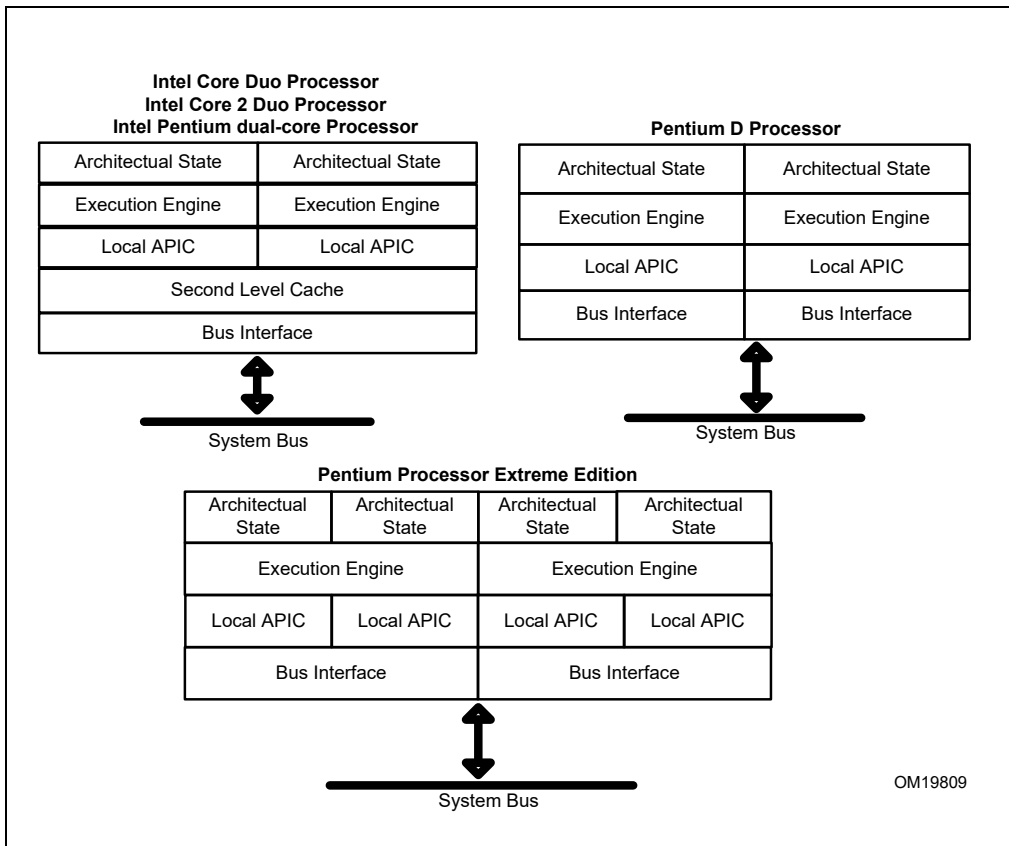 Intel Core Duo Processor
Intel Core 2 Duo Processor
Intel Pentium dual-core Processor
Architectual State Architectual State
Execution Engine Execution Engine
Local APIC Local APIC
Second Level Cache
Bus Interface
System Bus
Pentium D Processor
Architectual State Architectual State
Execution Engine Execution Engine
Local APIC Local APIC
Bus Interface Bus Interface
System Bus
Pentium Processor Extreme Edition
Architectual Architectual Architectual Architectual
State State State State
Execution Engine Execution Engine
Local APIC Local APIC Local APIC Local APIC
Bus Interface Bus Interface
System Bus
OM19809